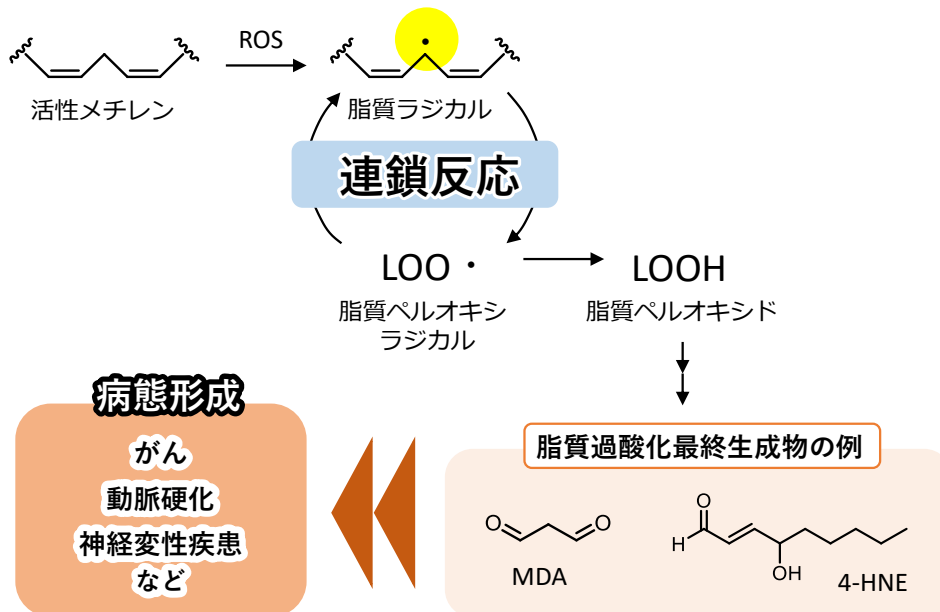 ROS
活性メチレン
脂質ラジカル
連鎖反応
LOO・
LOOH
脂質ペルオキシ
ラジカル
脂質ペルオキシド
病態形成
がん
動脈硬化
神経変性疾患
など
脂質過酸化最終生成物の例
O
O
MDA
O
H
OH
4-HNE